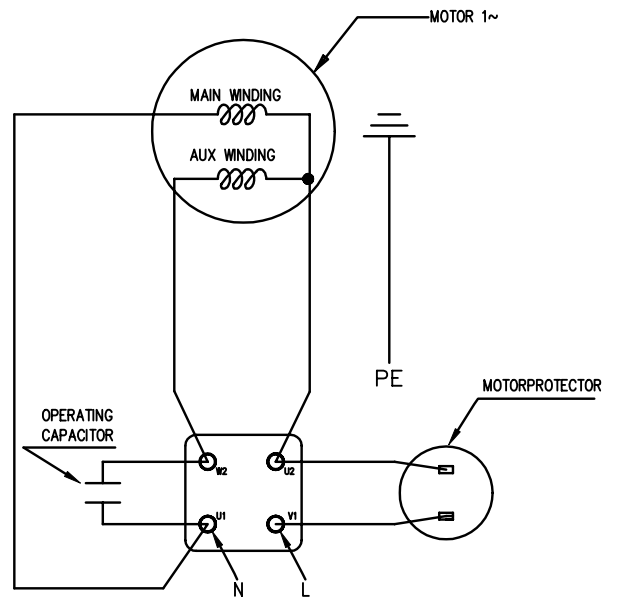 MOTOR 1~
MAIN WINDING
AUX WINDING
PE
MOTORPROTECTOR
OPERATING
CAPACITOR
W2
U2
U1
V1
N
L